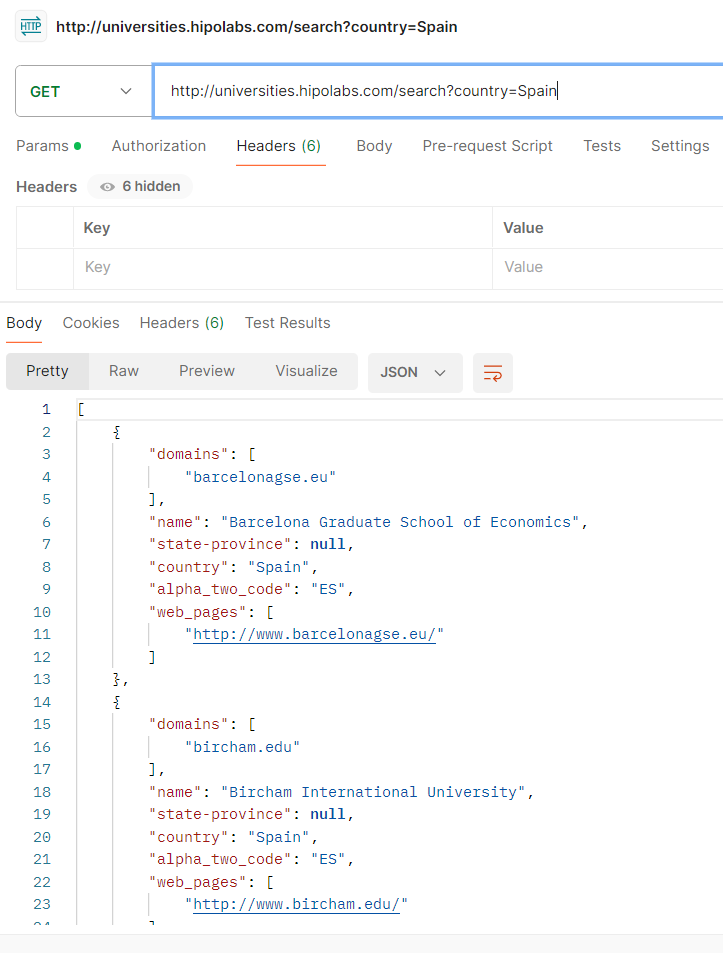 HTTP http://universities.hipolabs.com/search?country=Spain
GET http://universities.hipolabs.com/search?country=Spain
Params Authorization Headers (6) Body Pre-request Script Tests Settings
Headers 6 hidden
Key Value
Key Value
Body Cookies Headers (6) Test Results
Pretty Raw Preview Visualize JSON
1 [
2 {
3 "domains": [
4 "barcelonagse.eu"
5 ],
6 "name": "Barcelona Graduate School of Economics",
7 "state-province": null,
8 "country": "Spain",
9 "alpha_two_code": "ES",
10 "web_pages": [
11 "http://www.barcelonagse.eu/"
12 ]
13 },
14 {
15 "domains": [
16 "bircham.edu"
17 ],
18 "name": "Bircham International University",
19 "state-province": null,
20 "country": "Spain",
21 "alpha_two_code": "ES",
22 "web_pages": [
23 "http://www.bircham.edu/"